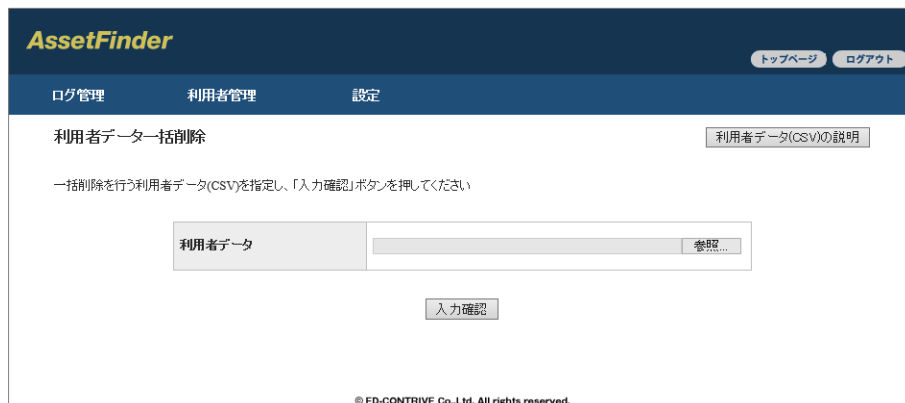 AssetFinder
トップページ ログアウト
ログ管理 利用者管理 設定
利用者データ一括削除 利用者データ(CSV)の説明
一括削除を行う利用者データ(CSV)を指定し、「入力確認」ボタンを押してください
利用者データ 参照...
入力確認
© ED-CONTRIVE Co.,Ltd. All rights reserved.